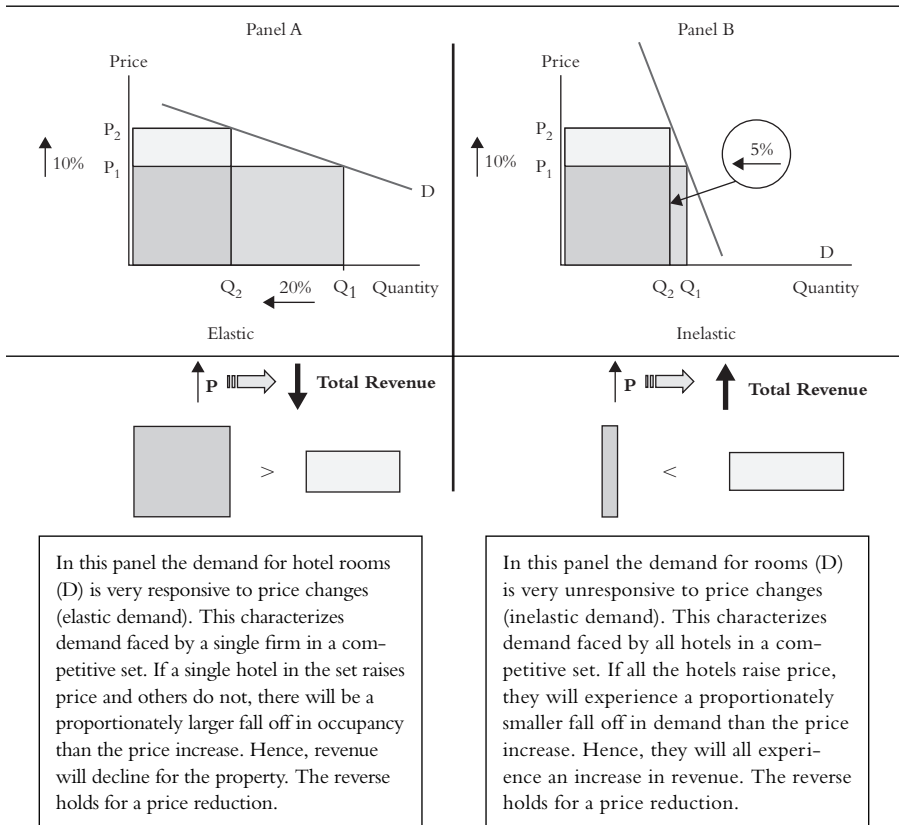 Panel A
Price
P2
P1
10%
D
Q2
20%
Q1
Quantity
Elastic
Panel B
Price
P2
P1
10%
5%
D
Q2 Q1
Quantity
Inelastic
P
Total Revenue
>
P
Total Revenue
<
In this panel the demand for hotel rooms
(D) is very responsive to price changes
(elastic demand). This characterizes
demand faced by a single firm in a com-
petitive set. If a single hotel in the set raises
price and others do not, there will be a
proportionately larger fall off in occupancy
than the price increase. Hence, revenue
will decline for the property. The reverse
holds for a price reduction.
In this panel the demand for rooms (D)
is very unresponsive to price changes
(inelastic demand). This characterizes
demand faced by all hotels in a com-
petitive set. If all the hotels raise price,
they will experience a proportionately
smaller fall off in demand than the price
increase. Hence, they will all experi-
ence an increase in revenue. The reverse
holds for a price reduction.